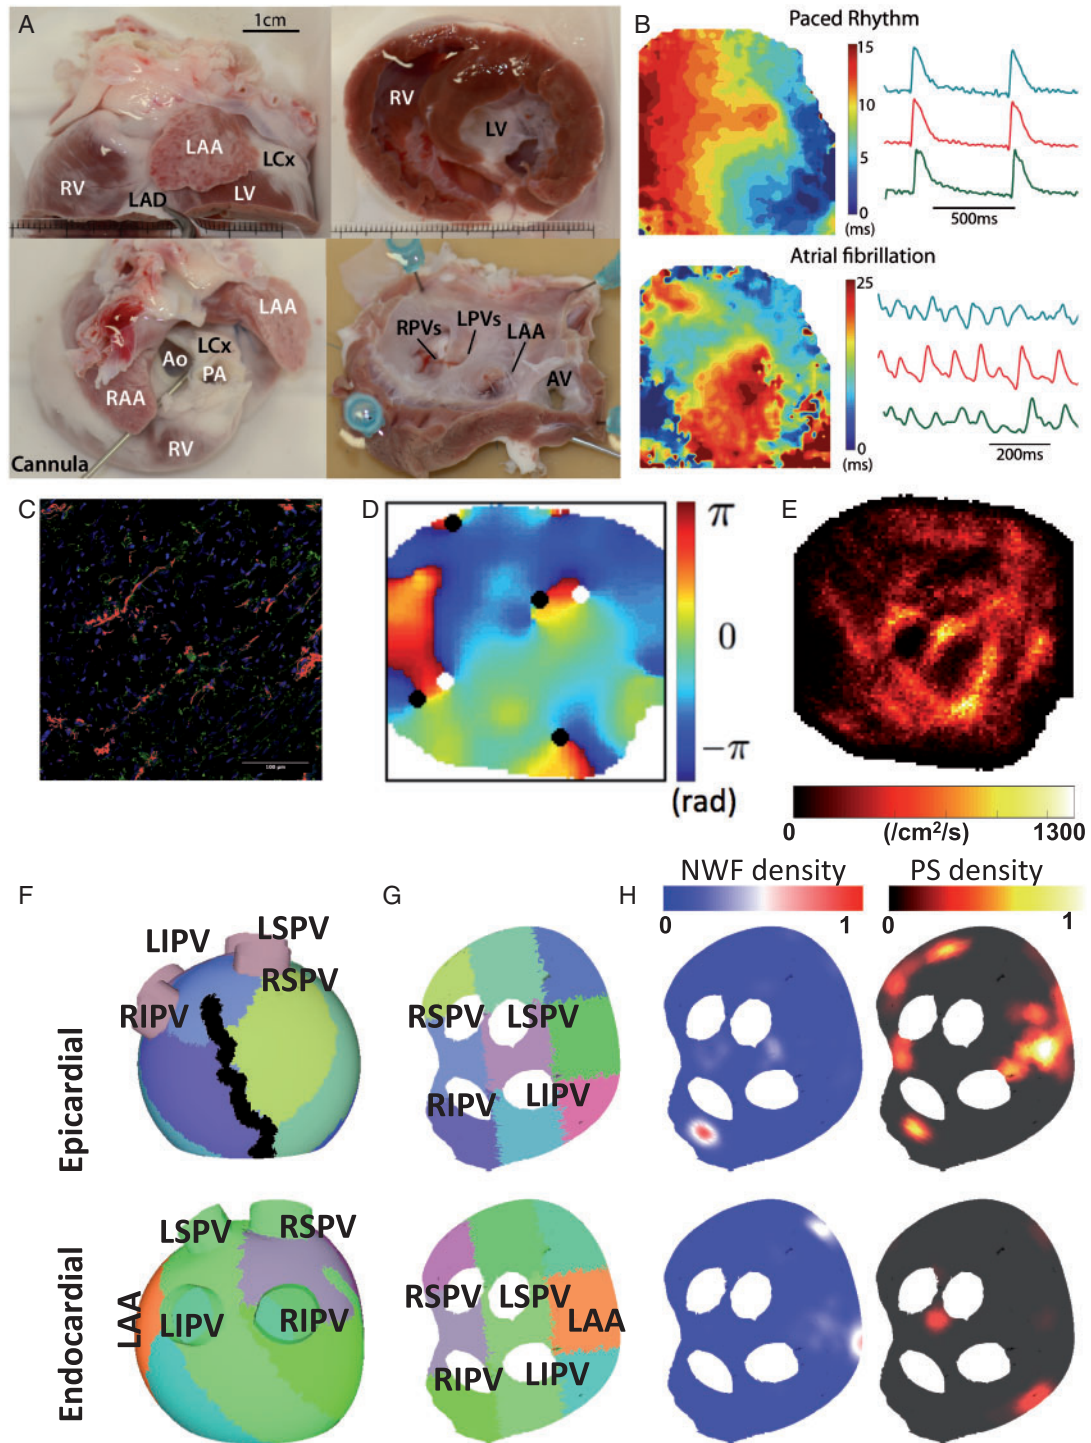 A
1cm
RV
LAA
LCx
LAD
LV
RV
LV
LAA
LCx
Ao
PA
RAA
RV
Cannula
RPVs
LPVs
LAA
AV
B
Paced Rhythm
15
10
5
0
(ms)
500ms
Atrial fibrillation
25
0
(ms)
200ms
C
100 μm
D
π
0
−π
(rad)
E
0
(/cm²/s)
1300
F
Epicardial
LIPV
LSPV
RSPV
RIPV
Endocardial
LSPV
RSPV
LAA
LIPV
RIPV
G
RSPV
LSPV
RIPV
LIPV
RSPV
LSPV
LAA
RIPV
LIPV
H
NWF density
0
1
PS density
0
1